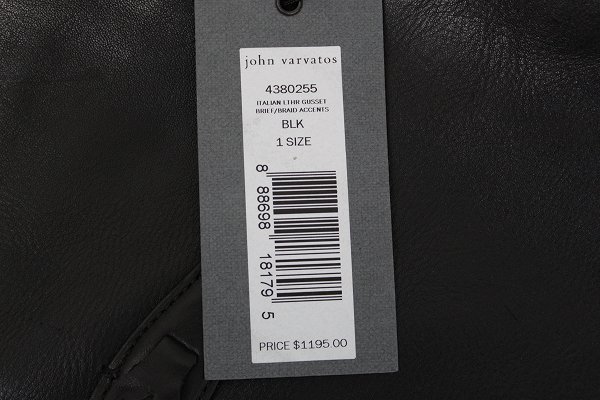 john varvatos
4380255
ITALIAN LTHR GUSSET
BRIEF/BRAID ACCENTS
BLK
1 SIZE
8 88698 18179 5
PRICE $1195.00